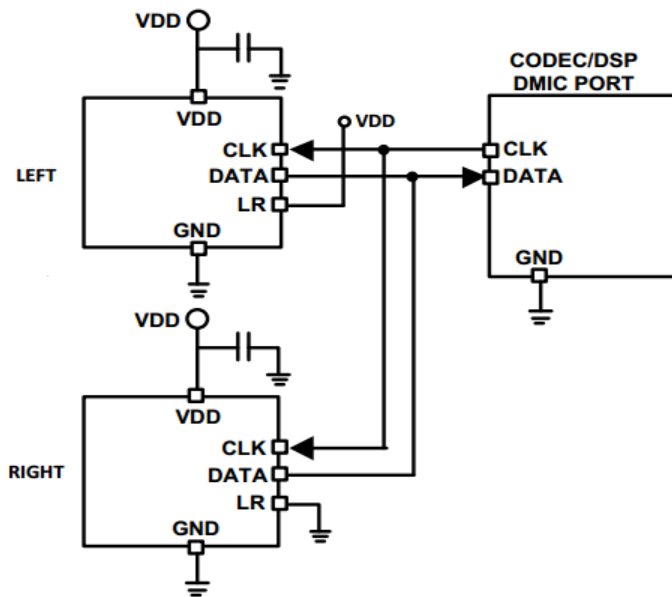 VDD
VDD
CLK
DATA
LR
GND
LEFT
VDD
CODEC/DSP
DMIC PORT
CLK
DATA
GND
VDD
VDD
CLK
DATA
LR
GND
RIGHT